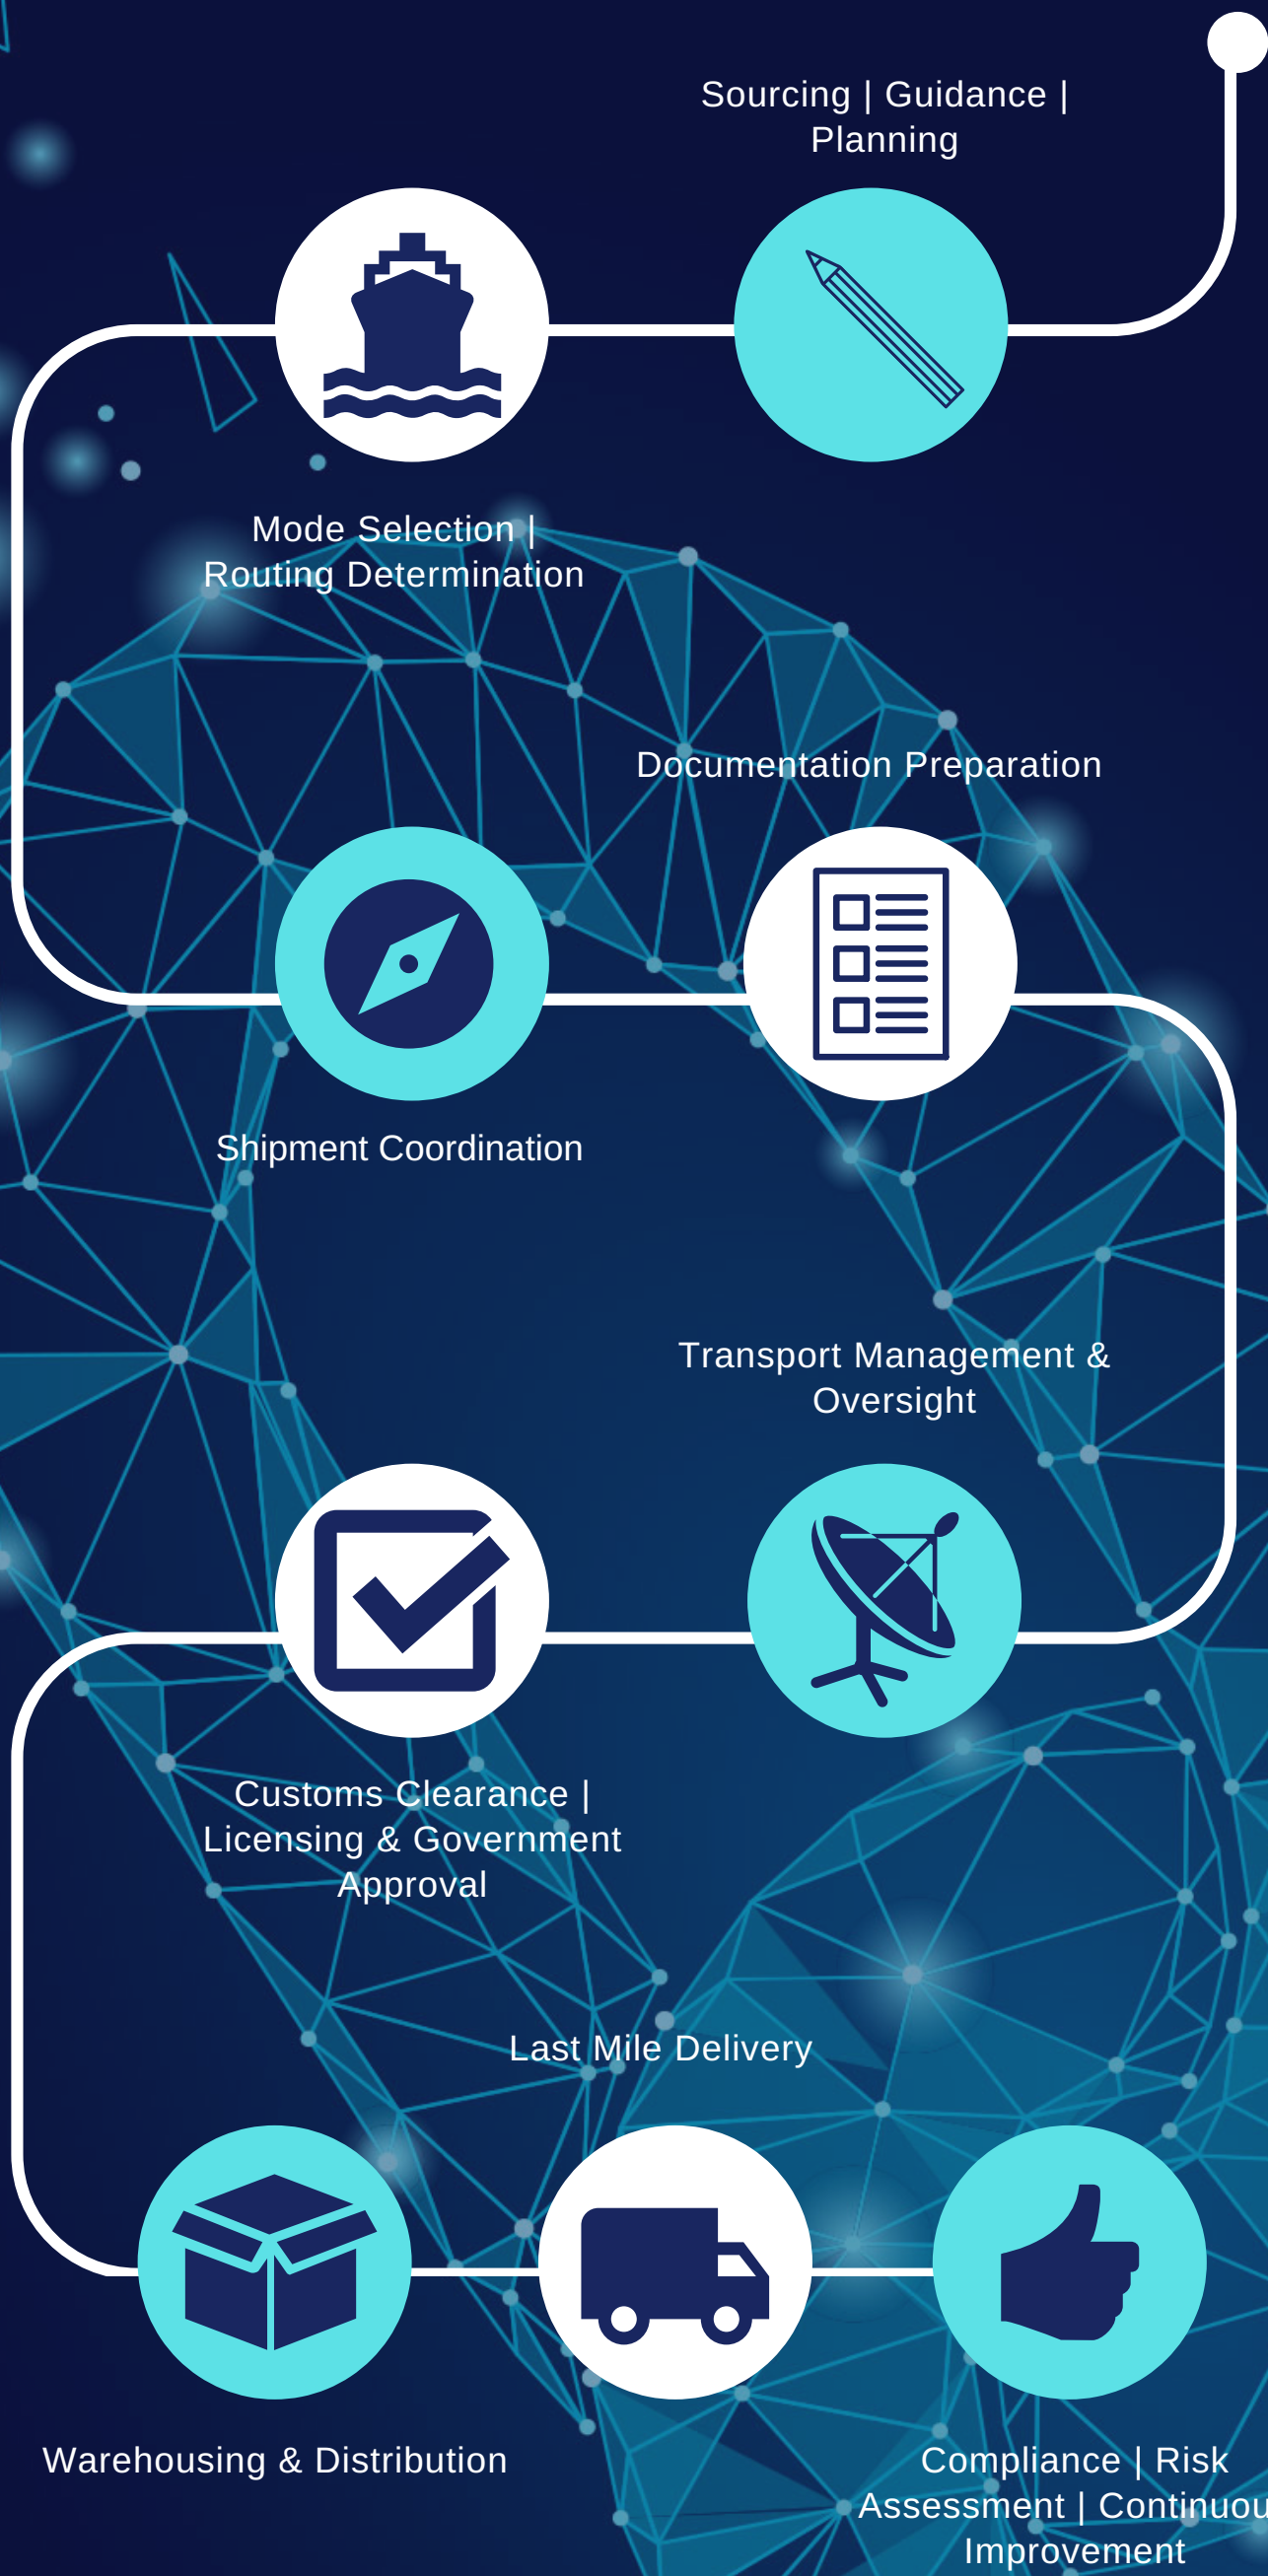 Sourcing | Guidance |
Planning
Mode Selection |
Routing Determination
Documentation Preparation
Shipment Coordination
Transport Management &
Oversight
Customs Clearance |
Licensing & Government
Approval
Last Mile Delivery
Warehousing & Distribution
Compliance | Risk
Assessment | Continuou
Improvement